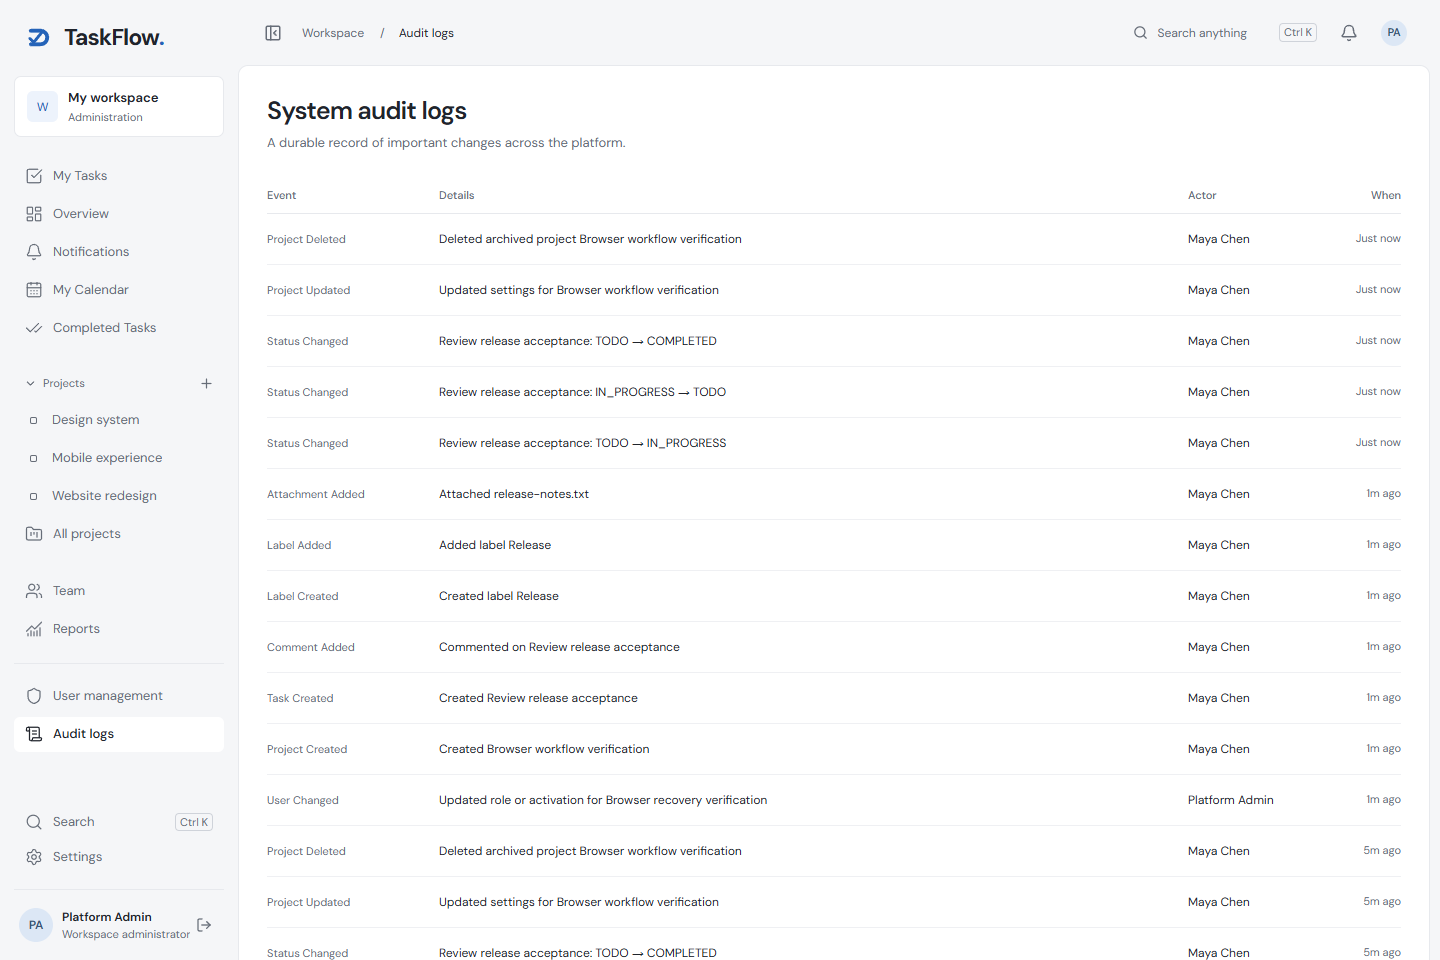 TaskFlow.
W
My workspace
Administration
My Tasks
Overview
Notifications
My Calendar
Completed Tasks
Projects
Design system
Mobile experience
Website redesign
All projects
Team
Reports
User management
Audit logs
Search Ctrl K
Settings
PA
Platform Admin
Workspace administrator
Workspace / Audit logs
Search anything Ctrl K PA
System audit logs
A durable record of important changes across the platform.
Event Details Actor When
Project Deleted Deleted archived project Browser workflow verification Maya Chen Just now
Project Updated Updated settings for Browser workflow verification Maya Chen Just now
Status Changed Review release acceptance: TODO → COMPLETED Maya Chen Just now
Status Changed Review release acceptance: IN_PROGRESS → TODO Maya Chen Just now
Status Changed Review release acceptance: TODO → IN_PROGRESS Maya Chen Just now
Attachment Added Attached release-notes.txt Maya Chen 1m ago
Label Added Added label Release Maya Chen 1m ago
Label Created Created label Release Maya Chen 1m ago
Comment Added Commented on Review release acceptance Maya Chen 1m ago
Task Created Created Review release acceptance Maya Chen 1m ago
Project Created Created Browser workflow verification Maya Chen 1m ago
User Changed Updated role or activation for Browser recovery verification Platform Admin 1m ago
Project Deleted Deleted archived project Browser workflow verification Maya Chen 5m ago
Project Updated Updated settings for Browser workflow verification Maya Chen 5m ago
Status Changed Review release acceptance: TODO → COMPLETED Maya Chen 5m ago